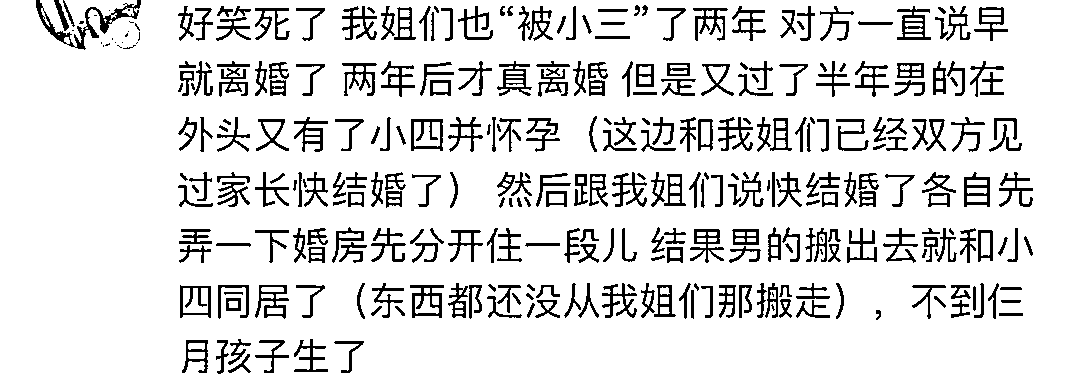 好笑死了 我姐们也“被小三”了两年 对方一直说早
就离婚了 两年后才真离婚 但是又过了半年男的在
外头又有了小四并怀孕（这边和我姐们已经双方见
过家长快结婚了） 然后跟我姐们说快结婚了各自先
弄一下婚房先分开住一段儿 结果男的搬出去就和小
四同居了（东西都还没从我姐们那搬走），不到仨
月孩子生了